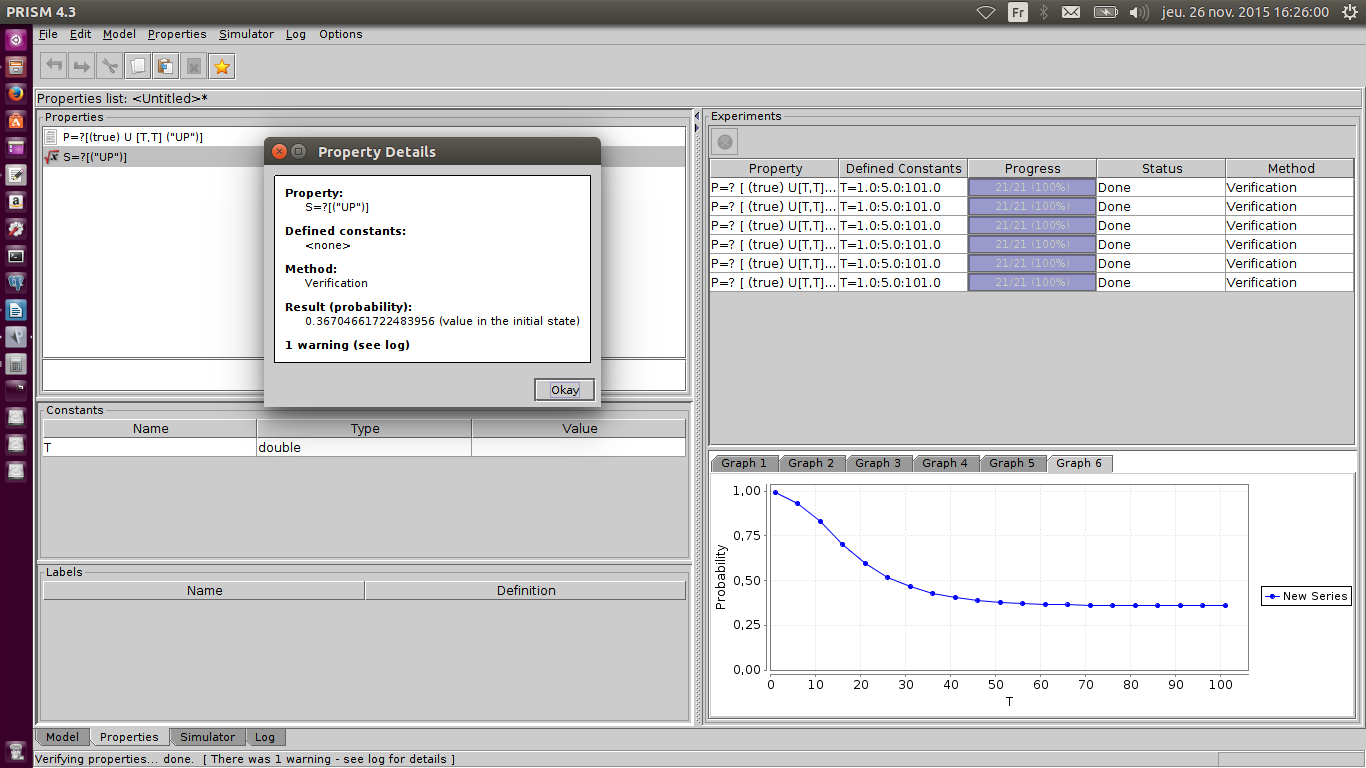 PRISM 4.3
Fr
jeu. 26 nov. 2015 16:26:00
File Edit Model Properties Simulator Log Options
Properties list: <Untitled>*
Properties
P=?[(true) U [T,T] ("UP")]
S=?[("UP")]
Property Details
Property:
S=?[("UP")]
Defined constants:
<none>
Method:
Verification
Result (probability):
0.36704661722483956 (value in the initial state)
1 warning (see log)
Okay
Constants
Name Type Value
T double
Labels
Name Definition
Experiments
Property Defined Constants Progress Status Method
P=? [ (true) U[T,T]... T=1.0:5.0:101.0 21/21 (100%) Done Verification
P=? [ (true) U[T,T]... T=1.0:5.0:101.0 21/21 (100%) Done Verification
P=? [ (true) U[T,T]... T=1.0:5.0:101.0 21/21 (100%) Done Verification
P=? [ (true) U[T,T]... T=1.0:5.0:101.0 21/21 (100%) Done Verification
P=? [ (true) U[T,T]... T=1.0:5.0:101.0 21/21 (100%) Done Verification
P=? [ (true) U[T,T]... T=1.0:5.0:101.0 21/21 (100%) Done Verification
Graph 1 Graph 2 Graph 3 Graph 4 Graph 5 Graph 6
1,00
0,75
0,50
0,25
0,00
Probability
0 10 20 30 40 50 60 70 80 90 100
T
New Series
Model Properties Simulator Log
Verifying properties... done. [ There was 1 warning - see log for details ]